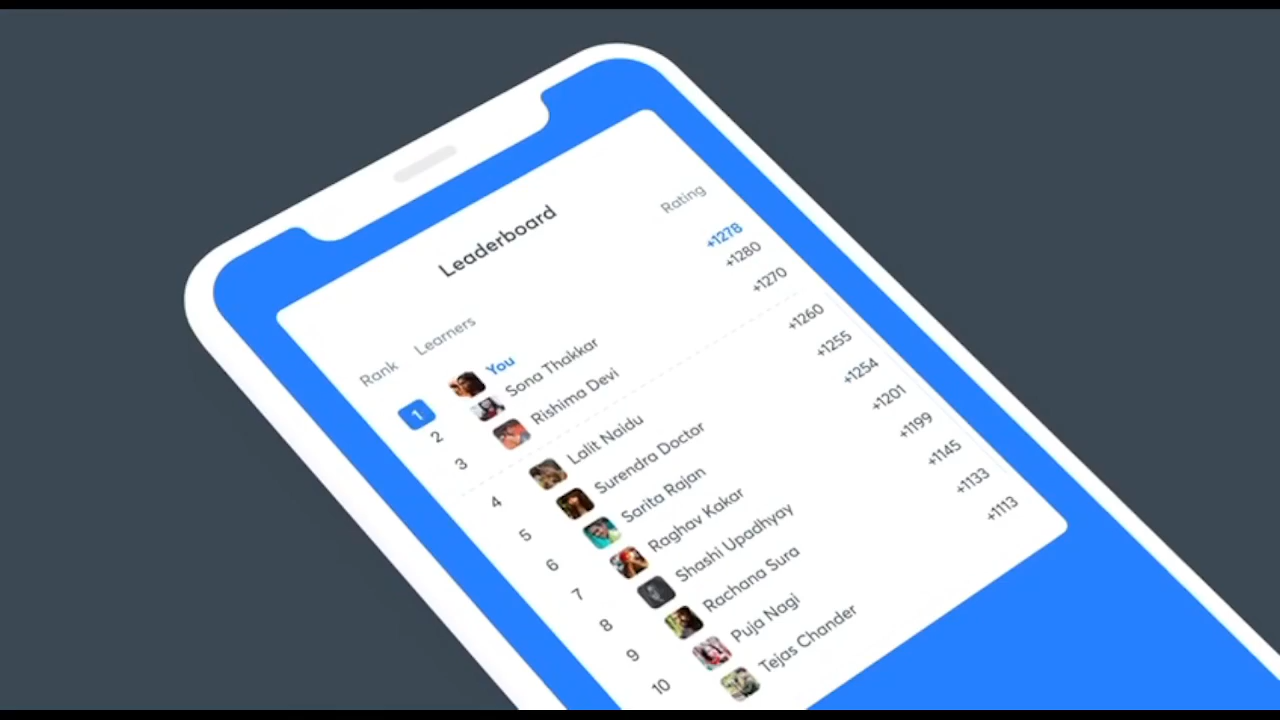 Leaderboard
Rank Learners Rating
1 You +1278
2 Sona Thakkar +1280
3 Rishima Devi +1270
4 Lalit Naidu +1260
5 Surendra Doctor +1255
6 Sarita Rajan +1254
7 Raghav Kakar +1201
8 Shashi Upadhyay +1199
9 Rachana Sura +1145
10 Puja Nagi +1133
Tejas Chander +1113